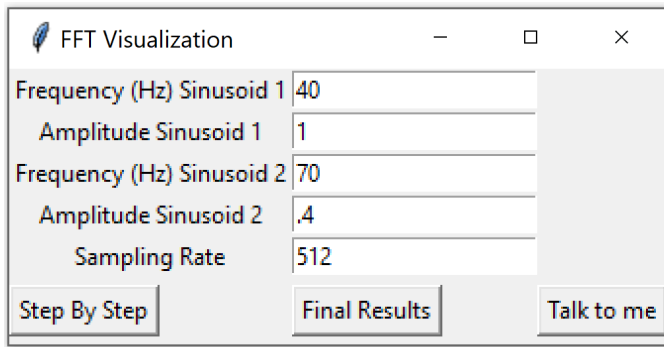 FFT Visualization
Frequency (Hz) Sinusoid 1 40
Amplitude Sinusoid 1 1
Frequency (Hz) Sinusoid 2 70
Amplitude Sinusoid 2 .4
Sampling Rate 512
Step By Step Final Results Talk to me